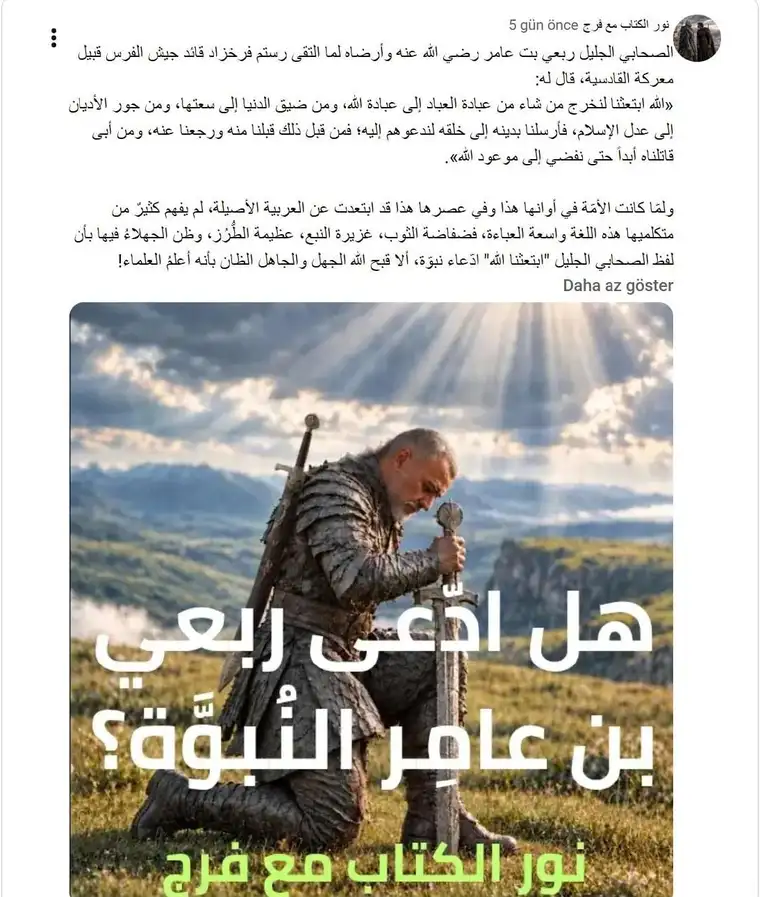 نور الكتاب مع فرج 5 gün önce
الصحابي الجليل ربعي بت عامر رضي الله عنه وأرضاه لما التقى رستم فرخزاد قائد جيش الفرس قبيل
معركة القادسية، قال له:
«الله ابتعثنا لنخرج من شاء من عبادة العباد إلى عبادة الله، ومن ضيق الدنيا إلى سعتها، ومن جور الأديان
إلى عدل الإسلام، فأرسلنا بدينه إلى خلقه لندعوهم إليه؛ فمن قبل ذلك قبلنا منه ورجعنا عنه، ومن أبى
قاتلناه أبداً حتى نفضي إلى موعود الله».
ولمّا كانت الأمّة في أوانها هذا وفي عصرها هذا قد ابتعدت عن العربية الأصيلة، لم يفهم كثيرٌ من
متكلميها هذه اللغة واسعة العباءة، فضفاضة الثوب، غزيرة النبع، عظيمة الطُّرُز، وظن الجهلاءُ فيها بأن
لفظ الصحابي الجليل "ابتعثنا الله" ادّعاء نبوّة، ألا قبح الله الجهل والجاهل الظان بأنه أعلمُ العلماء!
Daha az göster
هل ادّعى ربعي
بن عامِر النُبوَّة؟
نور الكتاب مع فرج